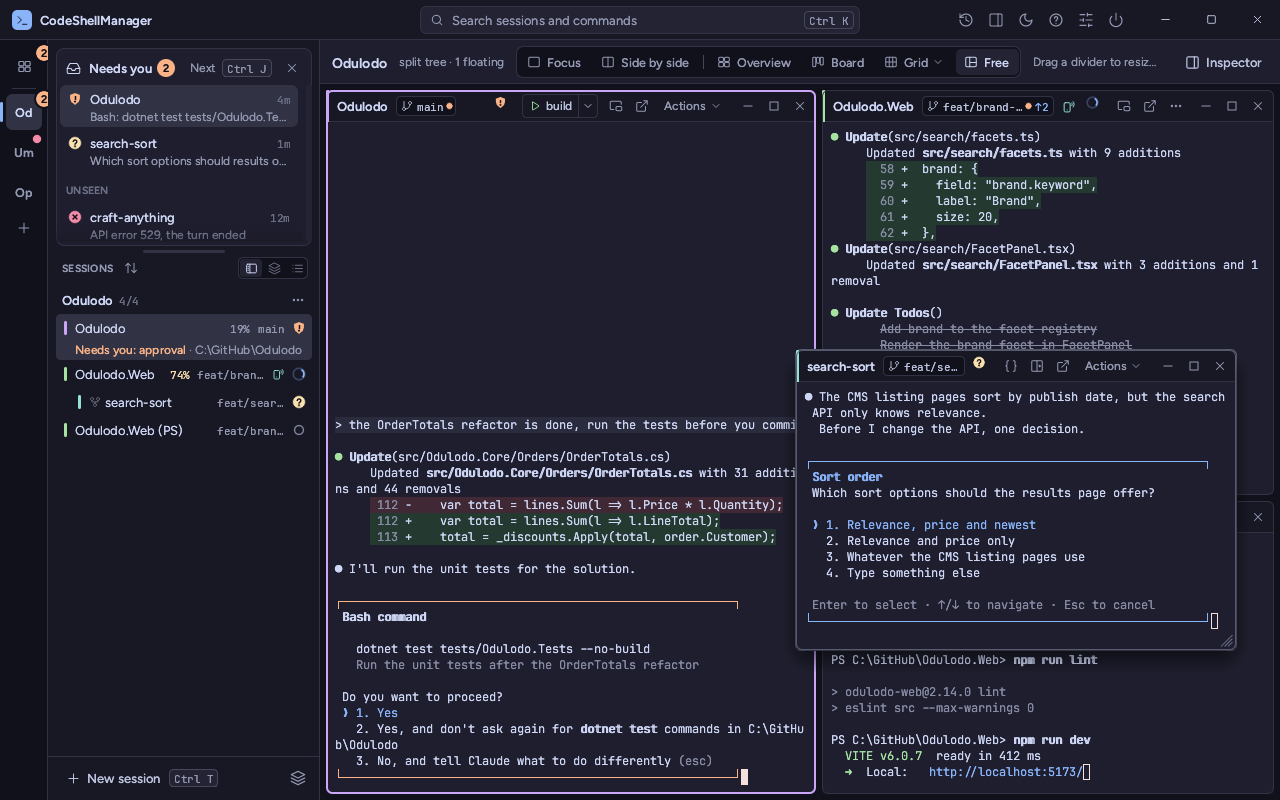 CodeShellManager
Search sessions and commands
Ctrl K
2
2
Od
Um
Op
Needs you 2 Next Ctrl J
Odulodo 4m
Bash: dotnet test tests/Odulodo.Te…
search-sort 1m
Which sort options should results o…
UNSEEN
craft-anything 12m
API error 529, the turn ended
SESSIONS
Odulodo 4/4
Odulodo 19% main
Needs you: approval · C:\GitHub\Odulodo
Odulodo.Web 74% feat/bran…
search-sort feat/sear…
Odulodo.Web (PS) feat/bran…
New session Ctrl T
Odulodo split tree · 1 floating Focus Side by side Overview Board Grid Free Drag a divider to resiz… Inspector
Odulodo main build Actions
> the OrderTotals refactor is done, run the tests before you commi
Update(src/Odulodo.Core/Orders/OrderTotals.cs)
Updated src/Odulodo.Core/Orders/OrderTotals.cs with 31 additi
ns and 44 removals
112 - var total = lines.Sum(l => l.Price * l.Quantity);
112 + var total = lines.Sum(l => l.LineTotal);
113 + total = _discounts.Apply(total, order.Customer);
I'll run the unit tests for the solution.
Bash command
dotnet test tests/Odulodo.Tests --no-build
Run the unit tests after the OrderTotals refactor
Do you want to proceed?
❯ 1. Yes
2. Yes, and don't ask again for dotnet test commands in C:\GitHu
b\Odulodo
3. No, and tell Claude what to do differently (esc)
Odulodo.Web feat/brand-… ↑2
Update(src/search/facets.ts)
Updated src/search/facets.ts with 9 additions
58 + brand: {
59 + field: "brand.keyword",
60 + label: "Brand",
61 + size: 20,
62 + },
Update(src/search/FacetPanel.tsx)
Updated src/search/FacetPanel.tsx with 3 additions and 1
removal
Update Todos()
Add brand to the facet registry
Render the brand facet in FacetPanel
search-sort feat/se… Actions
The CMS listing pages sort by publish date, but the search
API only knows relevance.
Before I change the API, one decision.
Sort order
Which sort options should the results page offer?
❯ 1. Relevance, price and newest
2. Relevance and price only
3. Whatever the CMS listing pages use
4. Type something else
Enter to select · ↑/↓ to navigate · Esc to cancel
PS C:\GitHub\Odulodo.Web> npm run lint
> odulodo-web@2.14.0 lint
> eslint src --max-warnings 0
PS C:\GitHub\Odulodo.Web> npm run dev
VITE v6.0.7 ready in 412 ms
➜ Local: http://localhost:5173/